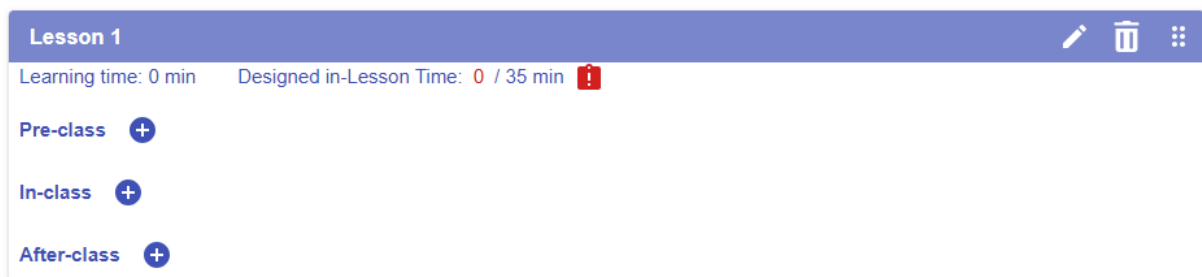 Lesson 1
Learning time: 0 min Designed in-Lesson Time: 0 / 35 min
Pre-class
In-class
After-class